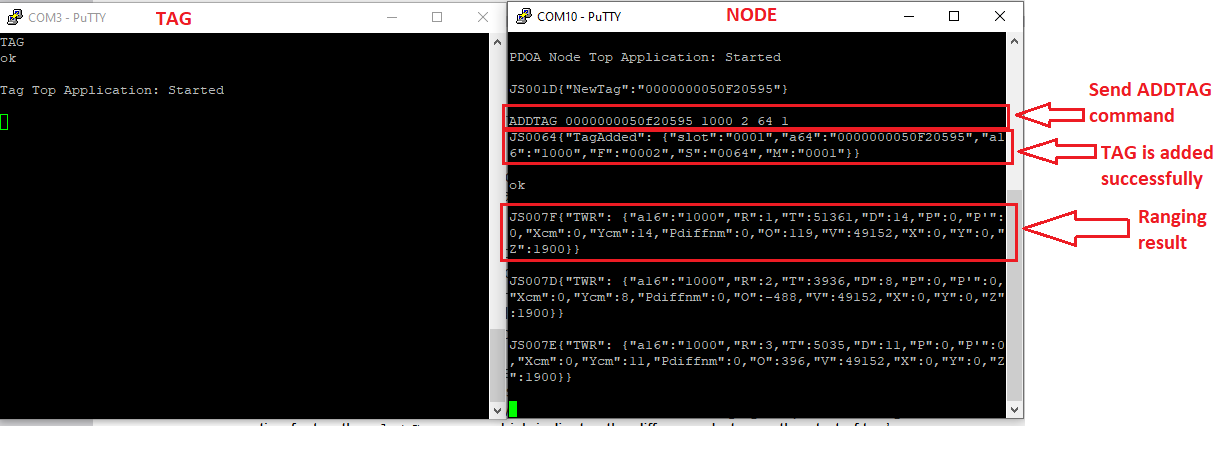 COM3 - PuTTY
TAG
TAG
ok
Tag Top Application: Started
COM10 - PuTTY
NODE
PDOA Node Top Application: Started
JS001D{"NewTag":"0000000050F20595"}
ADDTAG 0000000050f20595 1000 2 64 1
JS0064{"TagAdded": {"slot":"0001","a64":"0000000050F20595","a1
6":"1000","F":"0002","S":"0064","M":"0001"}}
ok
JS007F{"TWR": {"a16":"1000","R":1,"T":51361,"D":14,"P":0,"P'":
0,"Xcm":0,"Ycm":14,"Pdiffnm":0,"O":119,"V":49152,"X":0,"Y":0,"
Z":1900}}
JS007D{"TWR": {"a16":"1000","R":2,"T":3936,"D":8,"P":0,"P'":0,
"Xcm":0,"Ycm":8,"Pdiffnm":0,"O":-488,"V":49152,"X":0,"Y":0,"Z"
:1900}}
JS007E{"TWR": {"a16":"1000","R":3,"T":5035,"D":11,"P":0,"P'":0
,"Xcm":0,"Ycm":11,"Pdiffnm":0,"O":396,"V":49152,"X":0,"Y":0,"Z
":1900}}
Send ADDTAG
command
TAG is added
successfully
Ranging
result